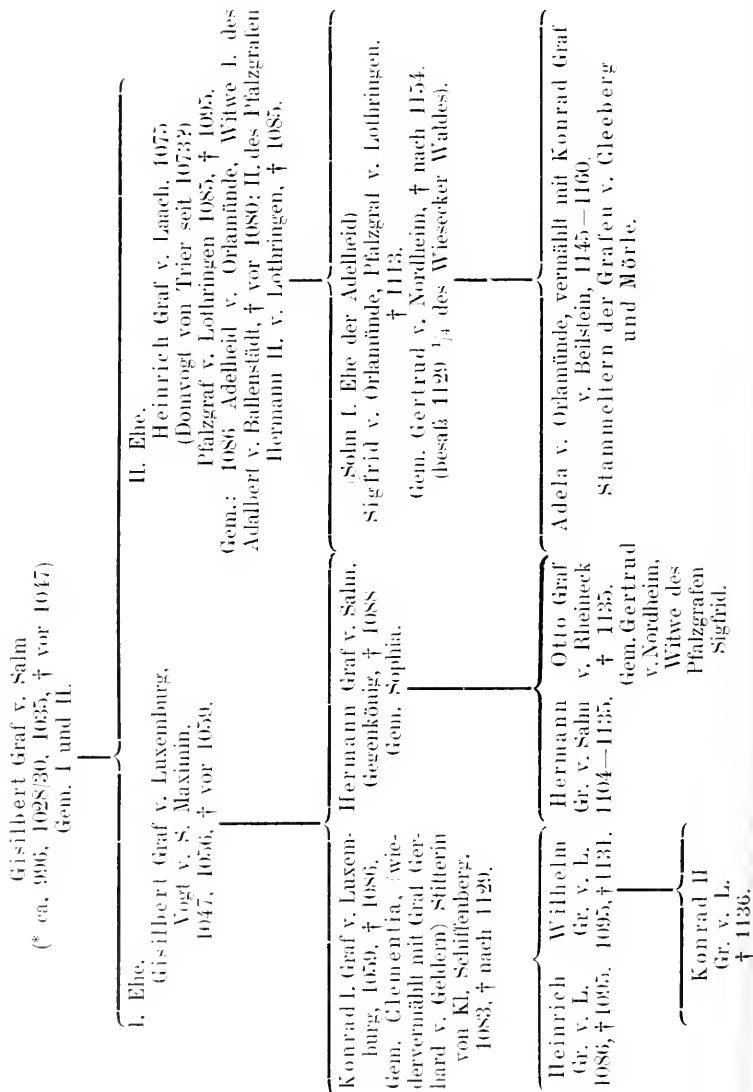 Gisilbert Graf v. Salm
(* ca. 996, 1028/30, 1035, † vor 1047)
Gem. I und II.
I. Ehe.
Gisilbert Graf v. Luxemburg,
Vogt v. S. Maximin.
1047, 1056, † vor 1059.
II. Ehe.
Heinrich Graf v. Laach, 1075
(Domvogt von Trier seit 1073?)
Pfalzgraf v. Lothringen 1085, † 1095.
Gem.: 1086 Adelheid v. Orlamünde, Witwe I. des
Adalbert v. Ballenstädt, † vor 1080; II. des Pfalzgrafen
Hermann II. v. Lothringen, † 1085.
Konrad I. Graf v. Luxem-
burg, 1059, † 1086.
Gem. Clementia, (wie-
dervermählt mit Graf Ger-
hard v. Geldern) Stifterin
von Kl. Schiffenberg,
1083, † nach 1129.
Hermann Graf v. Salm,
Gegenkönig, † 1088
Gem. Sophia.
(Sohn I. Ehe der Adelheid)
Sigfrid v. Orlamünde, Pfalzgraf v. Lothringen,
† 1113.
Gem. Gertrud v. Nordheim, † nach 1154.
(besaß 1129 1/4 des Wiesecker Waldes).
Heinrich
Gr. v. L.
1086, † 1095.
Wilhelm
Gr. v. L.
1095, † 1131.
Hermann
Gr. v. Salm
1104—1135.
Otto Graf
v. Rheineck
† 1135.
Gem. Gertrud
v. Nordheim,
Witwe des
Pfalzgrafen
Sigfrid.
Adela v. Orlamünde, vermählt mit Konrad Graf
v. Beilstein, 1145—1160.
Stammeltern der Grafen v. Cleeberg
und Mörle.
Konrad II
Gr. v. L.
† 1136.